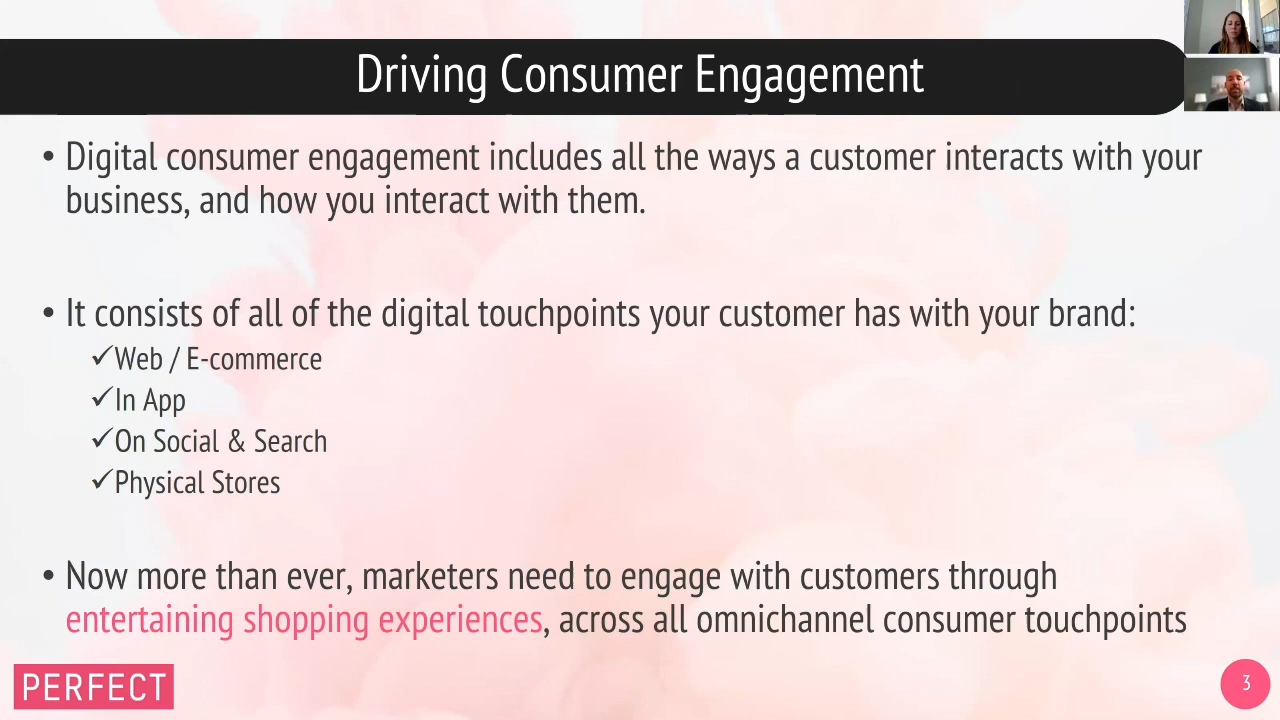 Driving Consumer Engagement
• Digital consumer engagement includes all the ways a customer interacts with your
business, and how you interact with them.
• It consists of all of the digital touchpoints your customer has with your brand:
✓Web / E-commerce
✓In App
✓On Social & Search
✓Physical Stores
• Now more than ever, marketers need to engage with customers through
entertaining shopping experiences, across all omnichannel consumer touchpoints
PERFECT
3